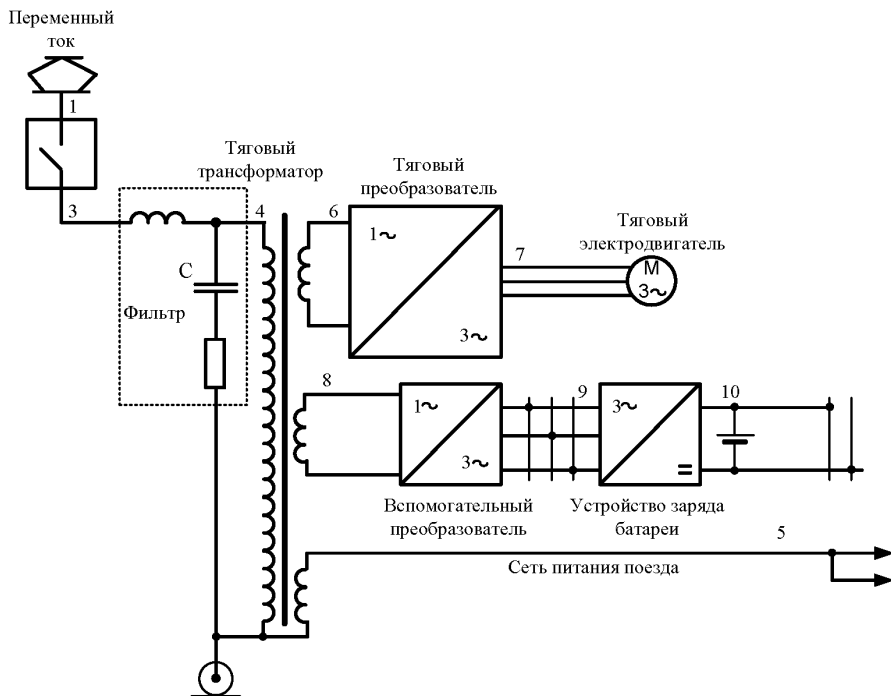 Переменный
ток
1
3
Тяговый
трансформатор
4
C
Фильтр
6
Тяговый
преобразователь
1~
3~
7
Тяговый
электродвигатель
M
3~
8
1~
3~
9
3~
=
10
Вспомогательный
преобразователь
Устройство заряда
батареи
5
Сеть питания поезда